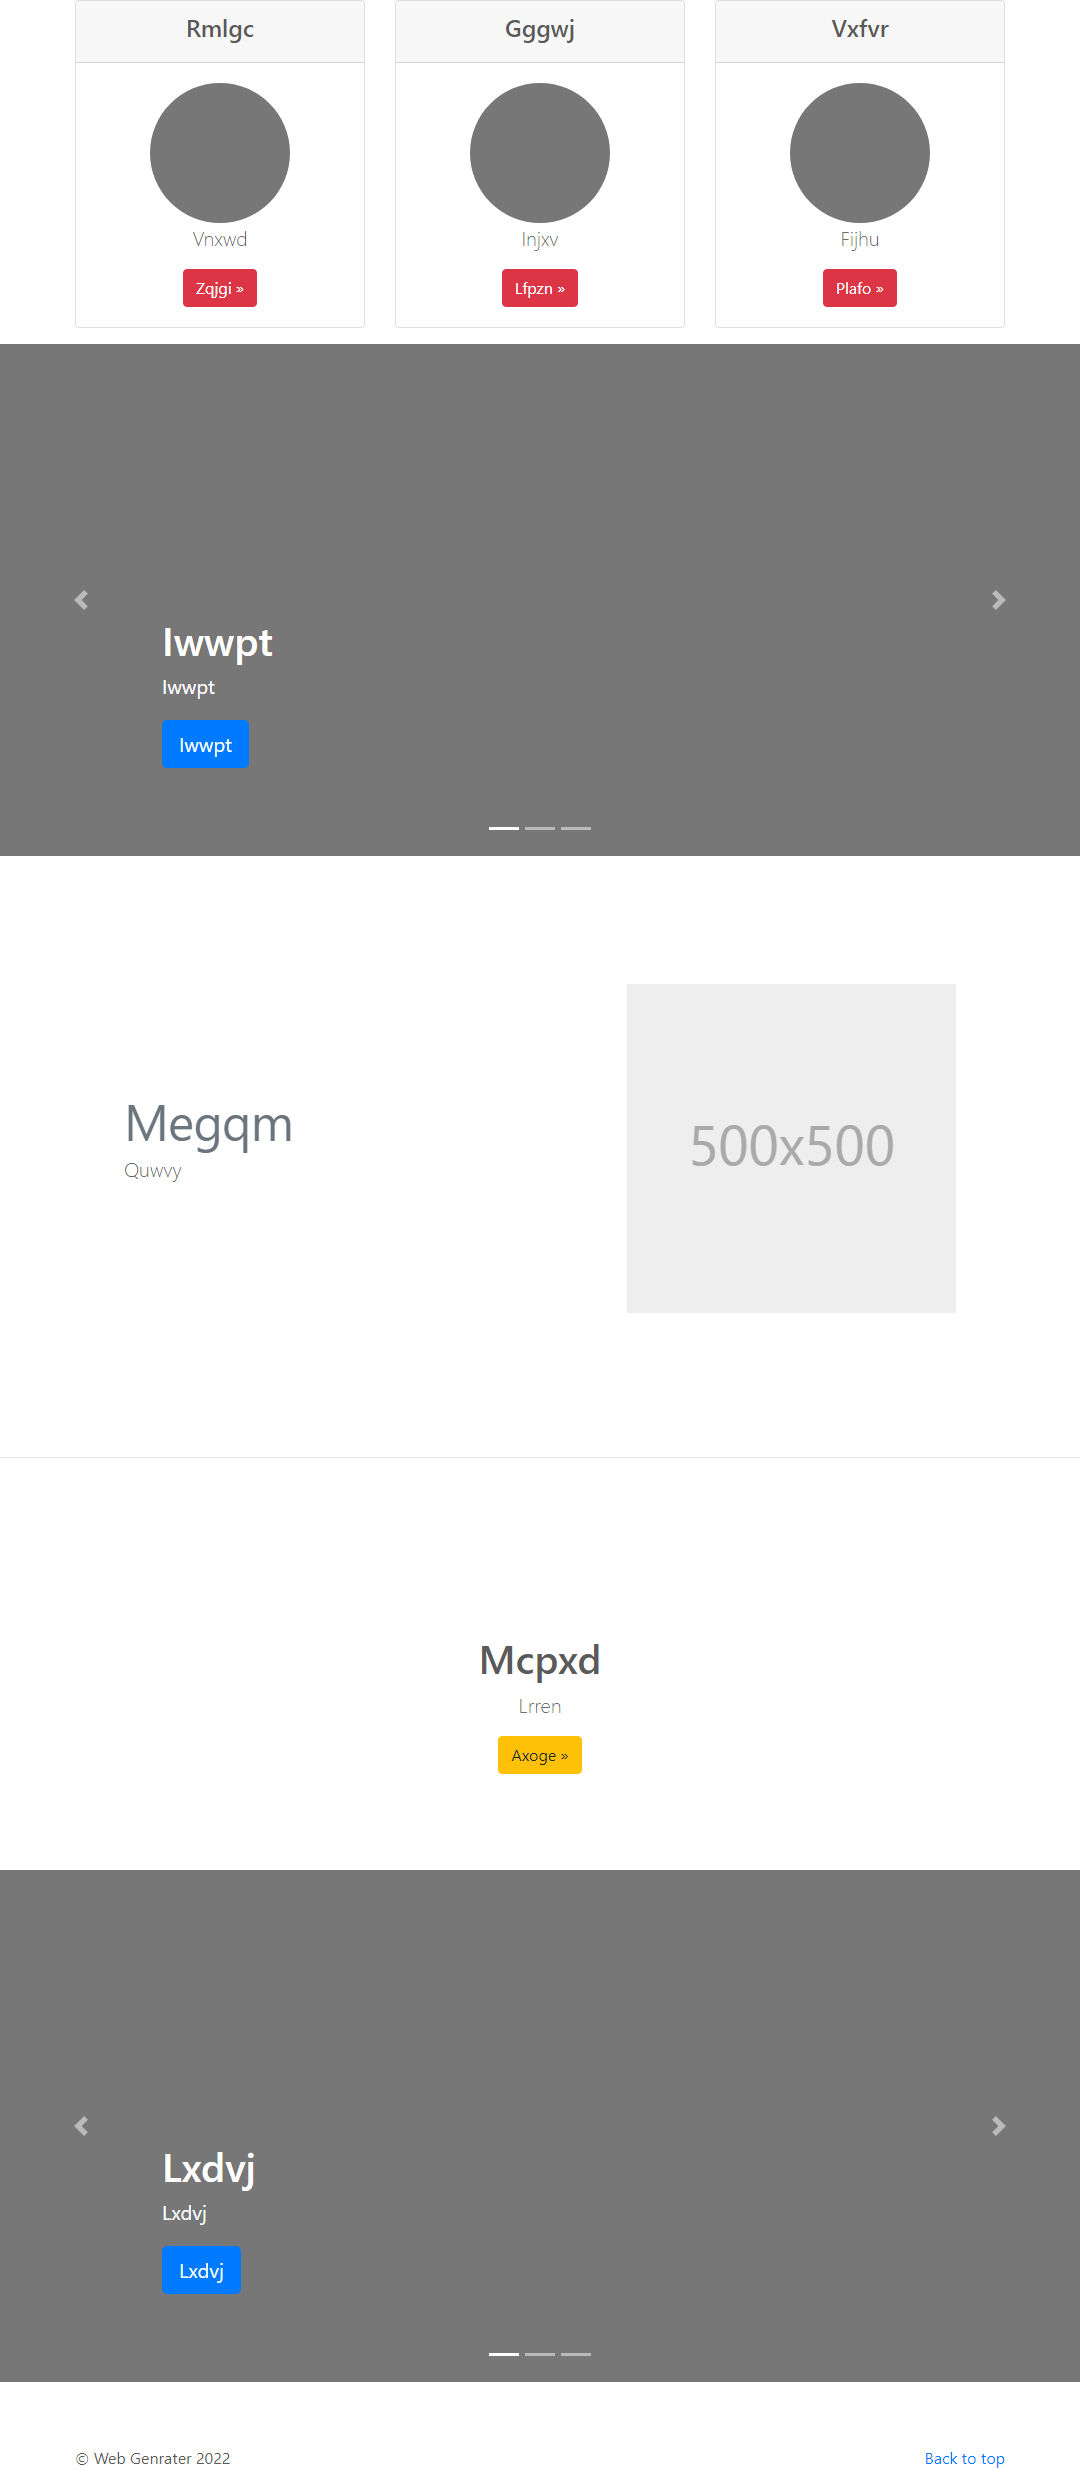 Rmlgc
Gggwj
Vxfvr
Vnxwd
Injxv
Fijhu
Zqjgi »
Lfpzn »
Plafo »
Iwwpt
Iwwpt
Iwwpt
Megqm
Quwvy
500x500
Mcpxd
Lrren
Axoge »
Lxdvj
Lxdvj
Lxdvj
© Web Genrater 2022
Back to top